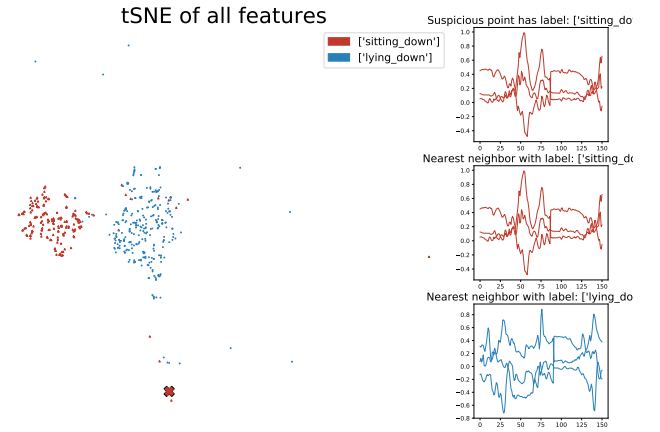 tSNE of all features
['sitting_down']
['lying_down']
Suspicious point has label: ['sitting_do
1.0
0.8
0.6
0.4
0.2
0.0
−0.2
−0.4
0 25 50 75 100 125 150
Nearest neighbor with label: ['sitting_do
1.0
0.8
0.6
0.4
0.2
0.0
−0.2
−0.4
0 25 50 75 100 125 150
Nearest neighbor with label: ['lying_do
0.8
0.6
0.4
0.2
0.0
−0.2
−0.4
−0.6
−0.8
0 25 50 75 100 125 150